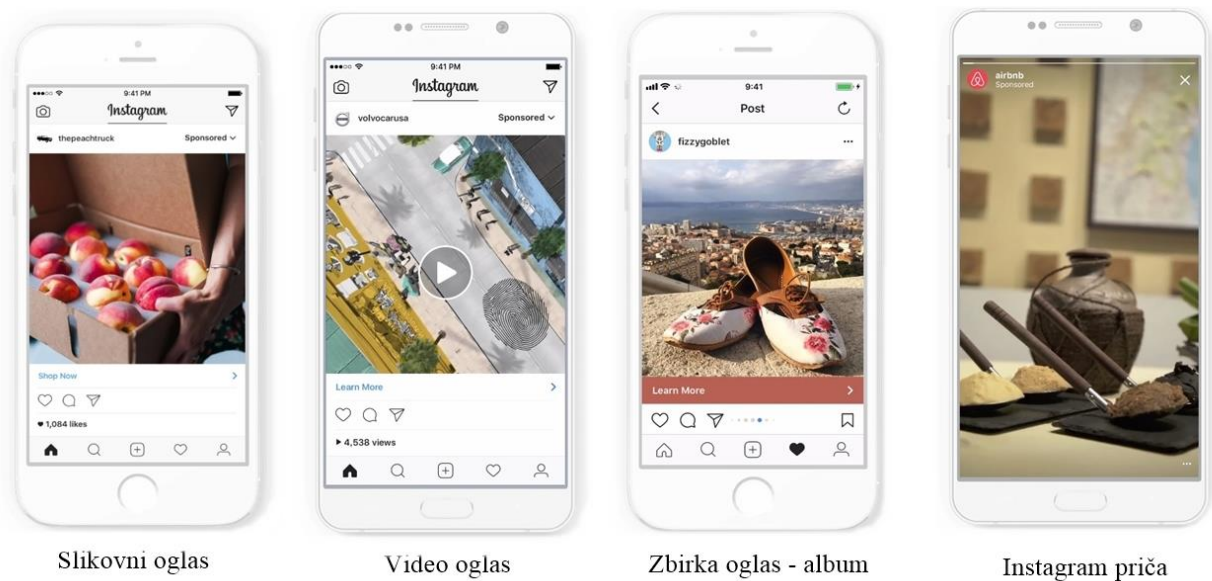 9:41 PM
Instagram
thepeachtruck
Sponsored
Shop Now
1,084 likes
Slikovni oglas
9:41 PM
Instagram
volvocarusa
Sponsored
Learn More
4,538 views
Video oglas
9:41
Post
fizzygoblet
Learn More
Zbirka oglas - album
airbnb
Sponsored
Instagram priča